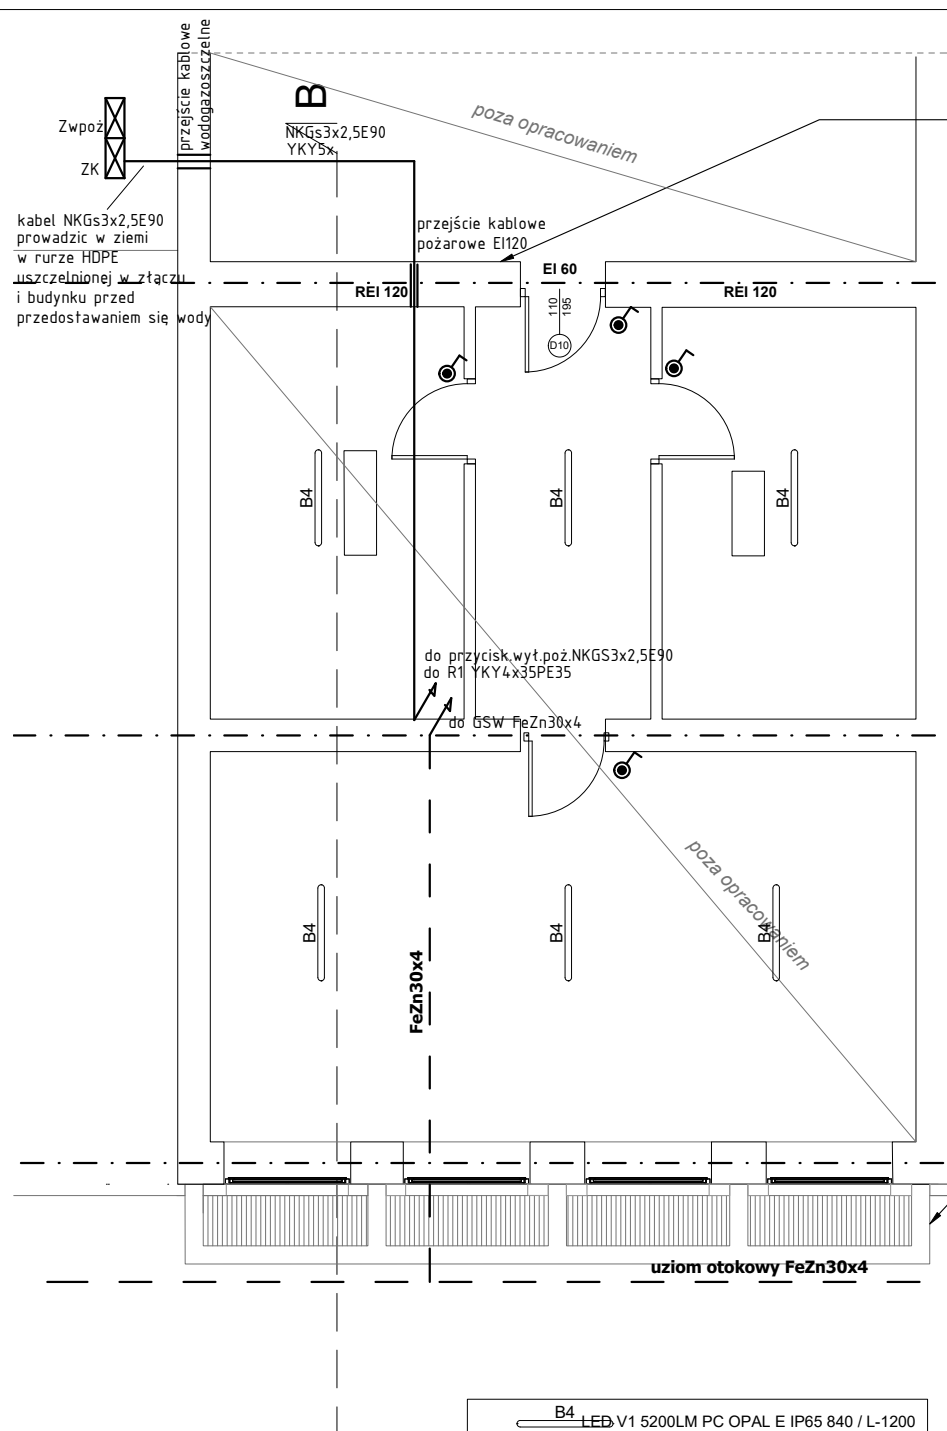 przejście kablowe
wodogazoszczelne
B
NKGs3x2,5E90
YKY5x
poza opracowaniem
Zwpoż
ZK
kabel NKGs3x2,5E90
prowadzic w ziemi
w rurze HDPE
uszczelnionej w złączu
i budynku przed
przedostawaniem się wody
przejście kablowe
pożarowe EI120
EI 60
REI 120
REI 120
110
195
D10
B4
B4
B4
do przycisk.wył.poż.NKGS3x2,5E90
do R1 YKY4x35PE35
do GSW FeZn30x4
poza opracowaniem
B4
B4
B4
FeZn30x4
uziom otokowy FeZn30x4
B4
LED V1 5200LM PC OPAL E IP65 840 / L-1200